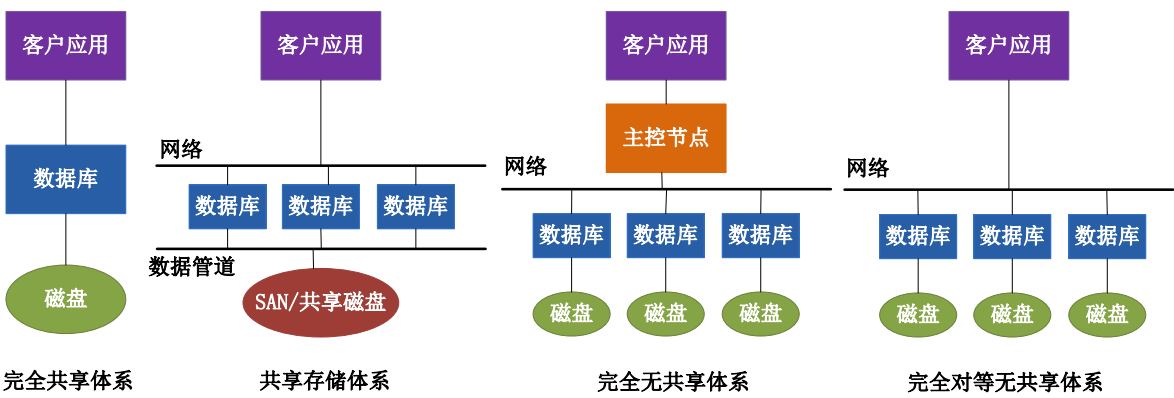 客户应用
数据库
磁盘
完全共享体系
客户应用
网络
数据库
数据库
数据库
数据管道
SAN/共享磁盘
共享存储体系
客户应用
主控节点
网络
数据库
数据库
数据库
磁盘
磁盘
磁盘
完全无共享体系
客户应用
网络
数据库
数据库
数据库
磁盘
磁盘
磁盘
完全对等无共享体系